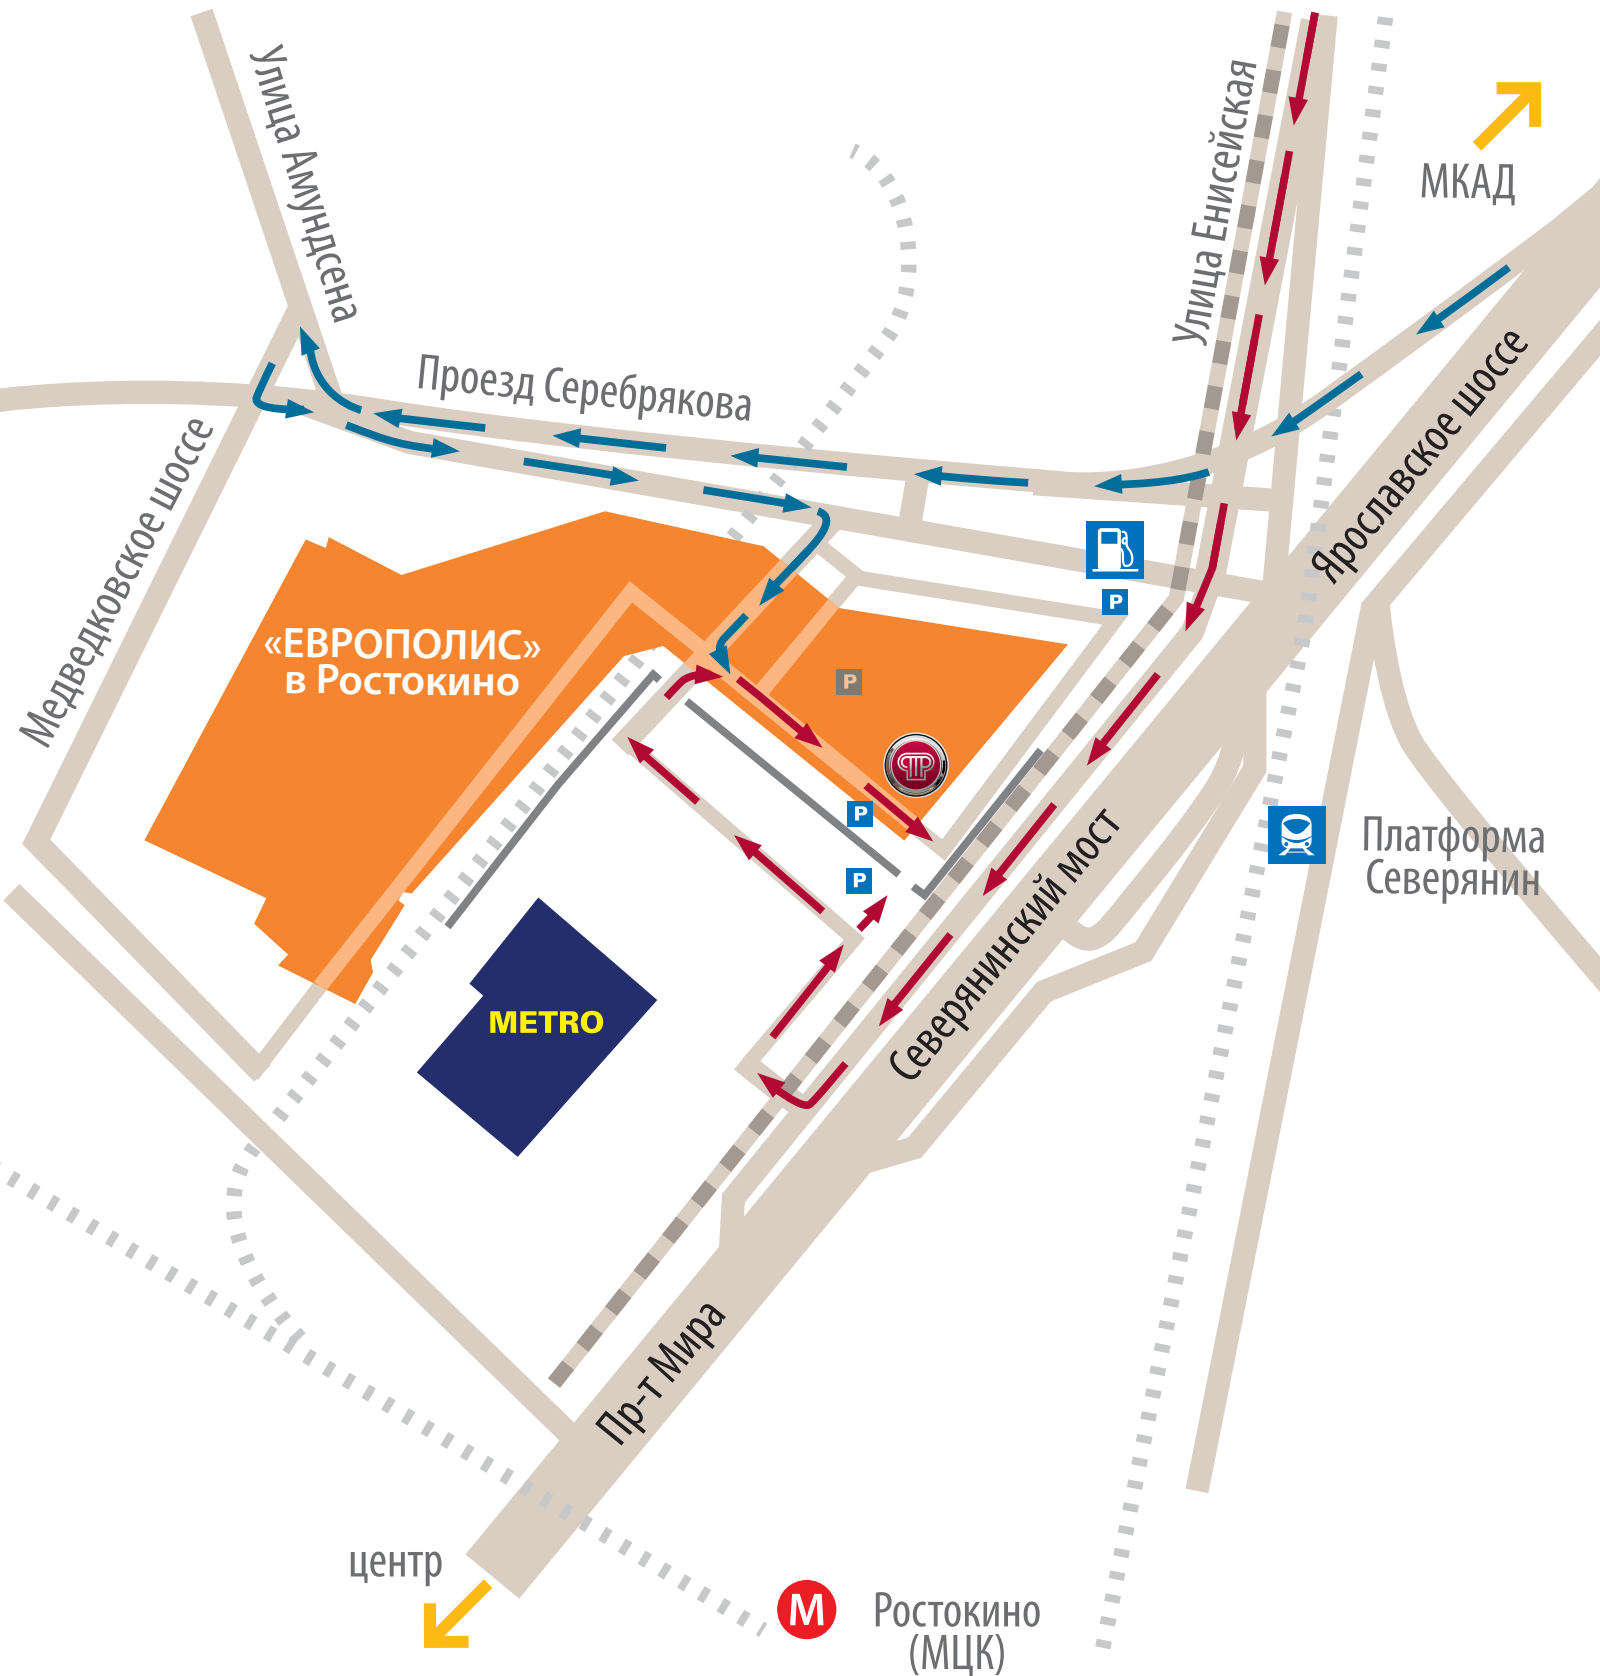 Улица Амундсена
Улица Енисейская
МКАД
Проезд Серебрякова
Ярославское шоссе
Медведковское шоссе
P
«ЕВРОПОЛИС»
в Ростокино
P
P
P
Платформа
Северянин
Северянинский мост
METRO
Пр-т Мира
центр
М
Ростокино
(МЦК)